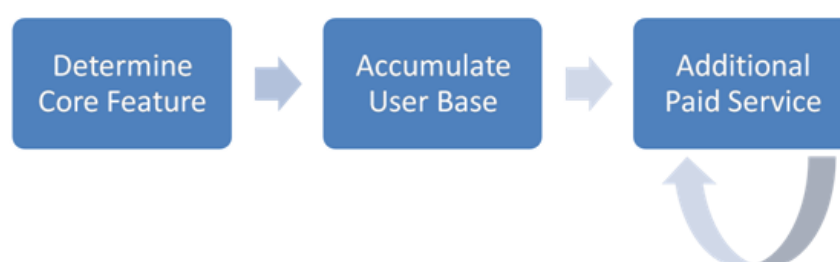 Determine
Core Feature
Accumulate
User Base
Additional
Paid Service